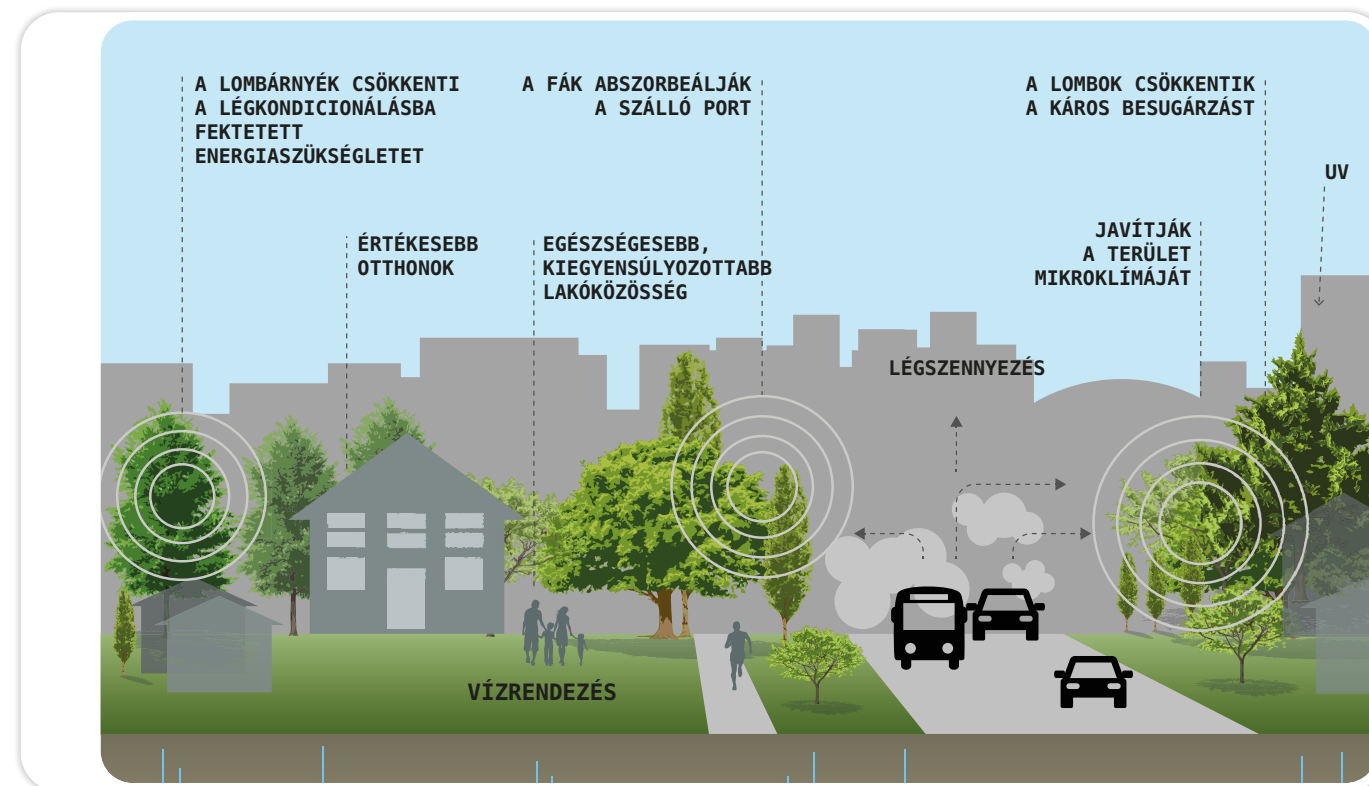 A LOMBÁRNYÉK CSÖKKENTI
A LÉGKONDICIONÁLÁSBA
FEKTETETT
ENERGIASZÜKSÉGLETET
A FÁK ABSZORBEÁLJÁK
A SZÁLLÓ PORT
A LOMBOK CSÖKKENTIK
A KÁROS BESUGÁRZÁST
UV
ÉRTÉKESEBB
OTTHONOK
EGÉSZSÉGESEBB,
KIEGYENSÚLYOZOTTABB
LAKÓKÖZÖSSÉG
JAVÍTJÁK
A TERÜLET
MIKROKLÍMÁJÁT
LÉGSZENNYEZÉS
VÍZRENDEZÉS